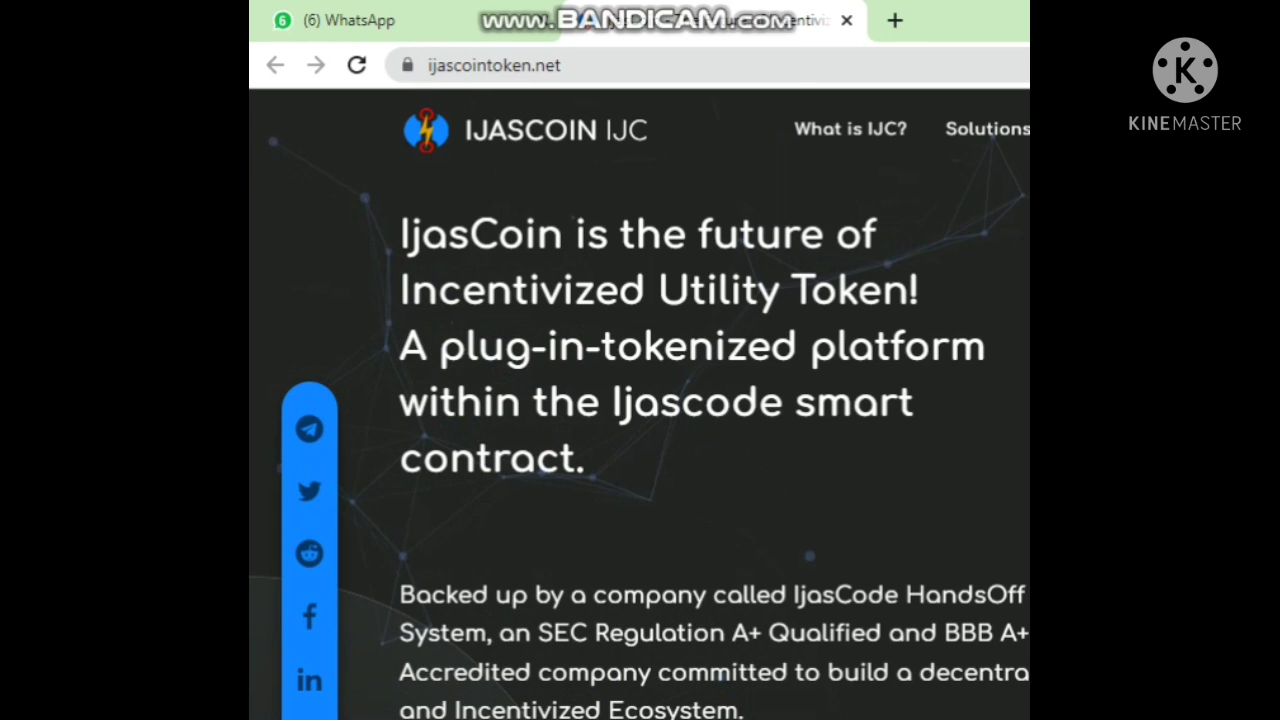 (6) WhatsApp
www.BANDICAM.com
ijascointoken.net
K
KINEMASTER
IJASCOIN IJC
What is IJC?
Solutions
IjasCoin is the future of
Incentivized Utility Token!
A plug-in-tokenized platform
within the Ijascode smart
contract.
Backed up by a company called IjasCode HandsOff
System, an SEC Regulation A+ Qualified and BBB A+
Accredited company committed to build a decentra
and Incentivized Ecosystem.